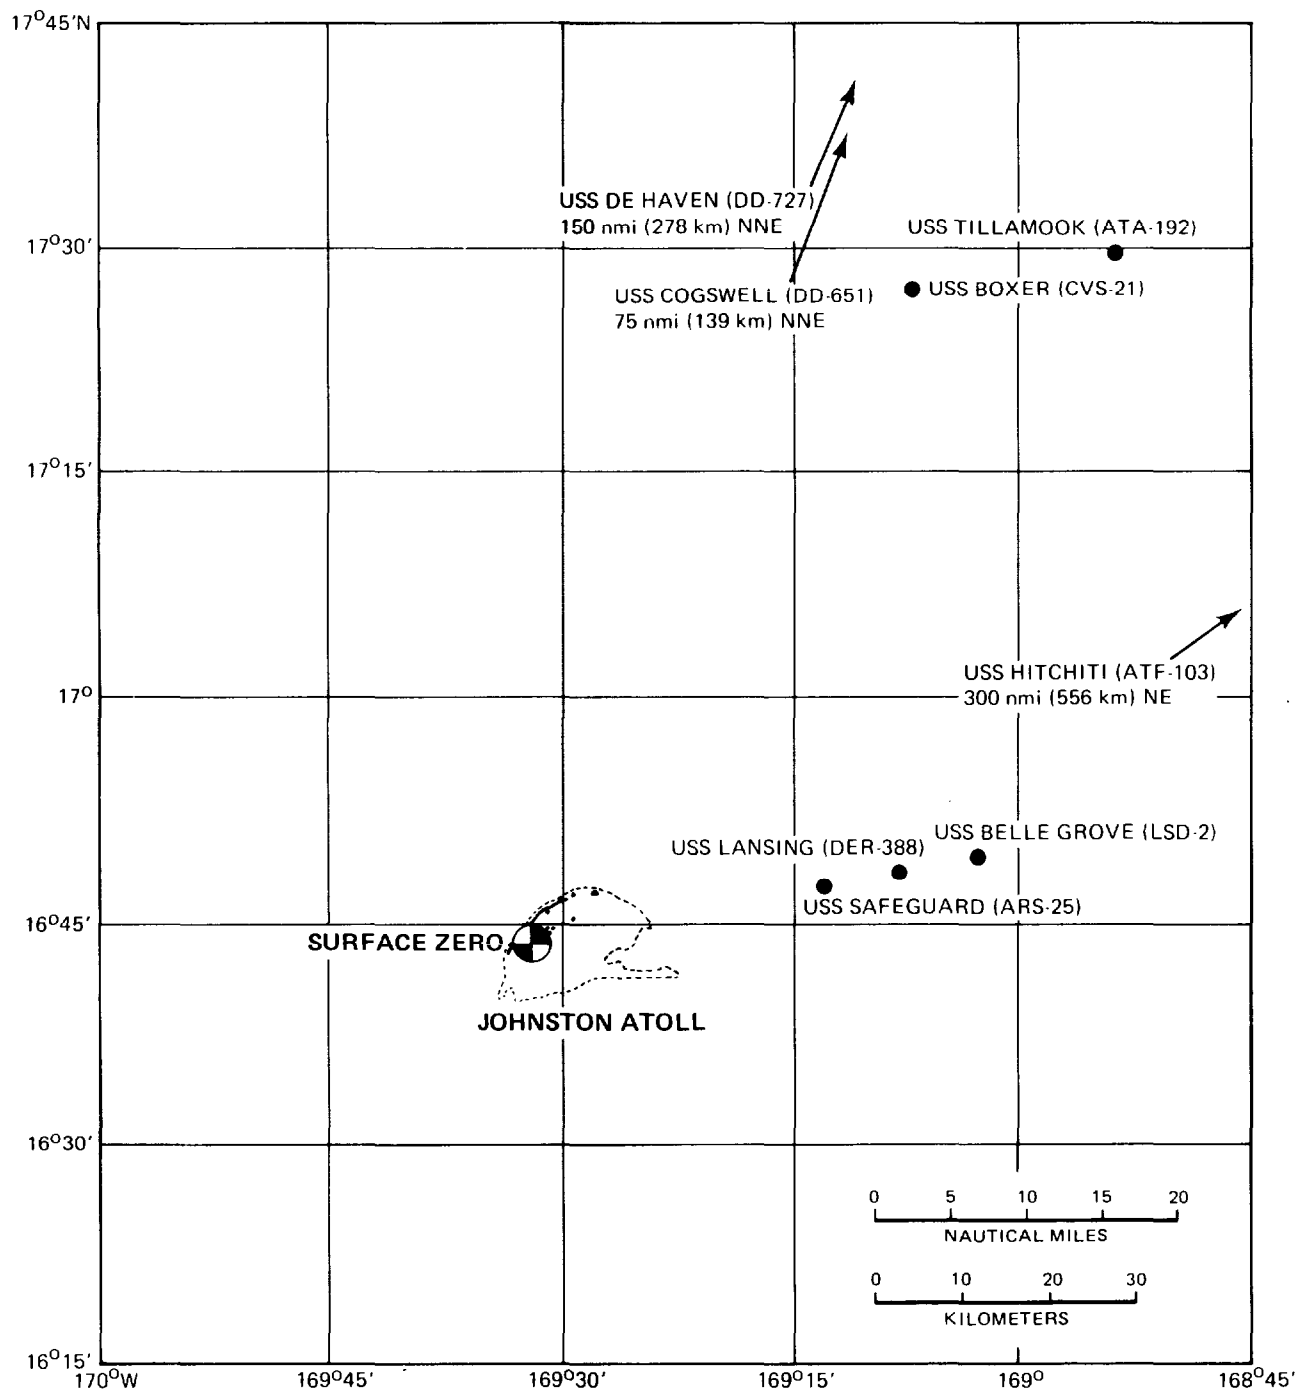 17°45'N
USS DE HAVEN (DD-727)
150 nmi (278 km) NNE
USS TILLAMOOK (ATA-192)
17°30'
USS COGSWELL (DD-651)
75 nmi (139 km) NNE
USS BOXER (CVS-21)
17°15'
USS HITCHITI (ATF-103)
300 nmi (556 km) NE
17°
USS BELLE GROVE (LSD-2)
USS LANSING (DER-388)
USS SAFEGUARD (ARS-25)
16°45'
SURFACE ZERO
JOHNSTON ATOLL
16°30'
0 5 10 15 20
NAUTICAL MILES
0 10 20 30
KILOMETERS
16°15'
170°W 169°45' 169°30' 169°15' 169° 168°45'